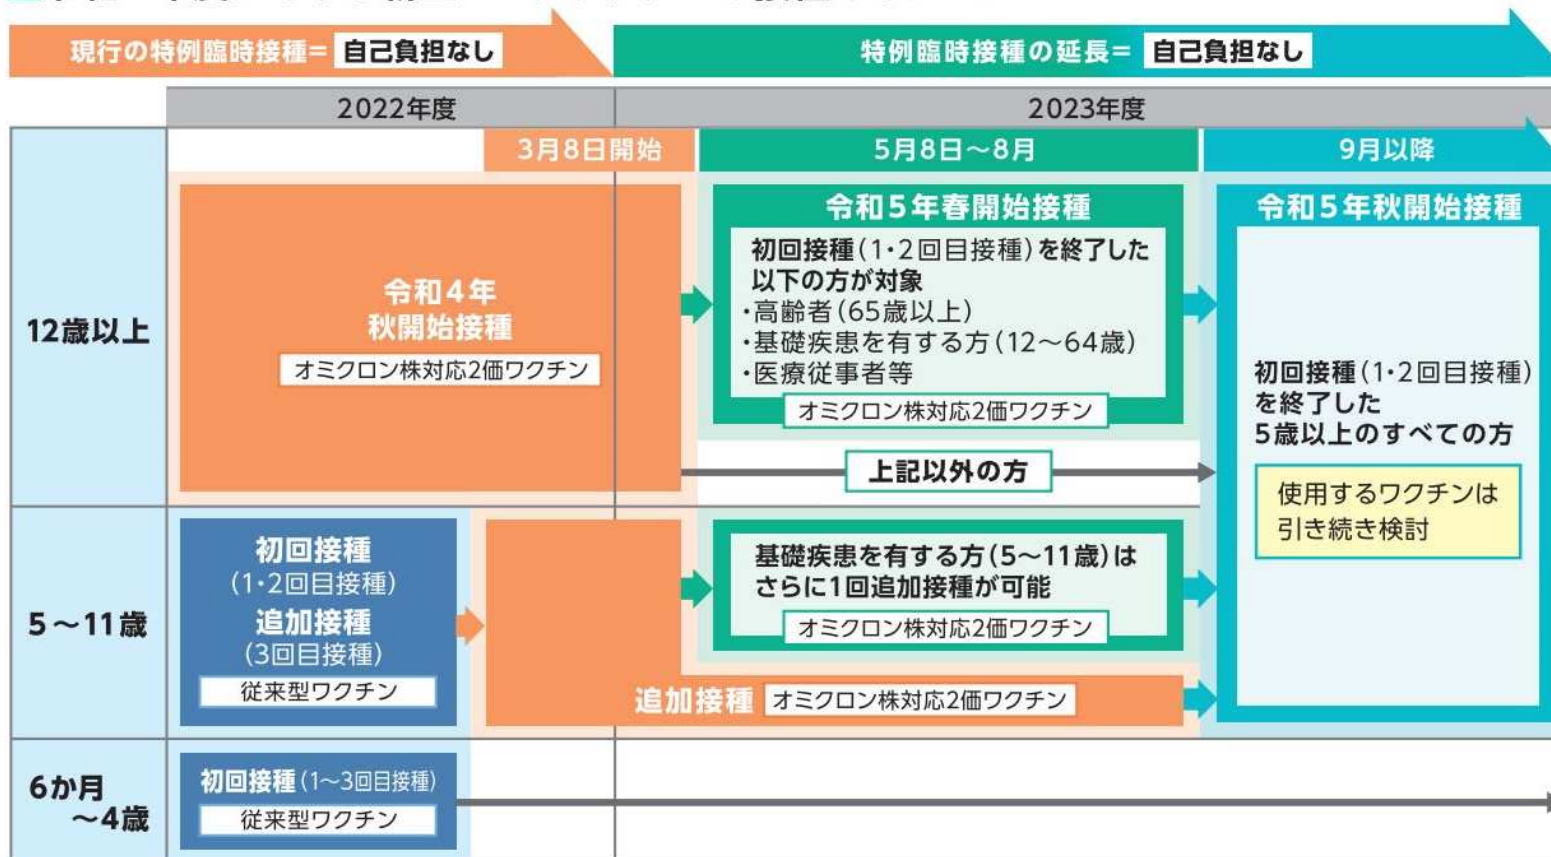 現行の特例臨時接種= 自己負担なし
特例臨時接種の延長= 自己負担なし
2022年度
2023年度
3月8日開始
5月8日～8月
9月以降
12歳以上
令和4年
秋開始接種
オミクロン株対応2価ワクチン
令和5年春開始接種
初回接種(1・2回目接種)を終了した
以下の方が対象
・高齢者(65歳以上)
・基礎疾患を有する方(12～64歳)
・医療従事者等
オミクロン株対応2価ワクチン
上記以外の方
令和5年秋開始接種
初回接種(1・2回目接種)
を終了した
5歳以上のすべての方
使用するワクチンは
引き続き検討
5～11歳
初回接種
(1・2回目接種)
追加接種
(3回目接種)
従来型ワクチン
基礎疾患を有する方(5～11歳)は
さらに1回追加接種が可能
オミクロン株対応2価ワクチン
追加接種 オミクロン株対応2価ワクチン
6か月
～4歳
初回接種(1～3回目接種)
従来型ワクチン